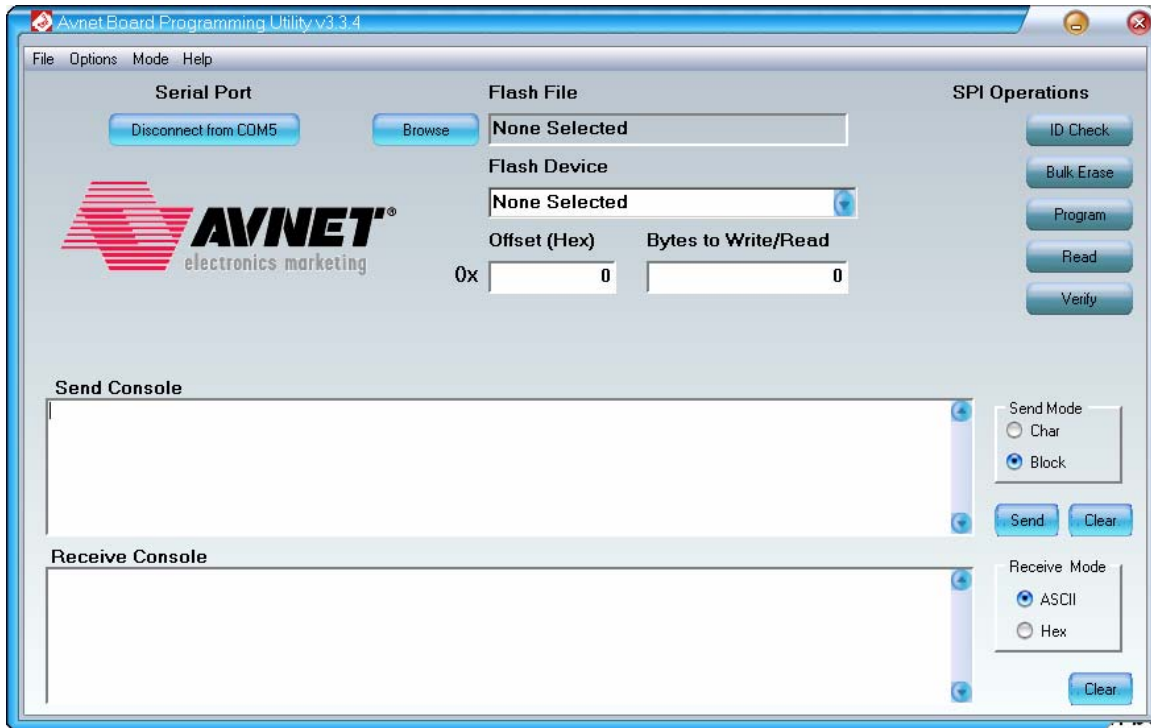 Avnet Board Programming Utility v3.3.4
File Options Mode Help
Serial Port
Disconnect from COM5
Flash File
Browse
None Selected
Flash Device
None Selected
Offset (Hex)
Bytes to Write/Read
0x
0
0
SPI Operations
ID Check
Bulk Erase
Program
Read
Verify
AVNET®
electronics marketing
Send Console
Send Mode
Char
Block
Send
Clear
Receive Console
Receive Mode
ASCII
Hex
Clear